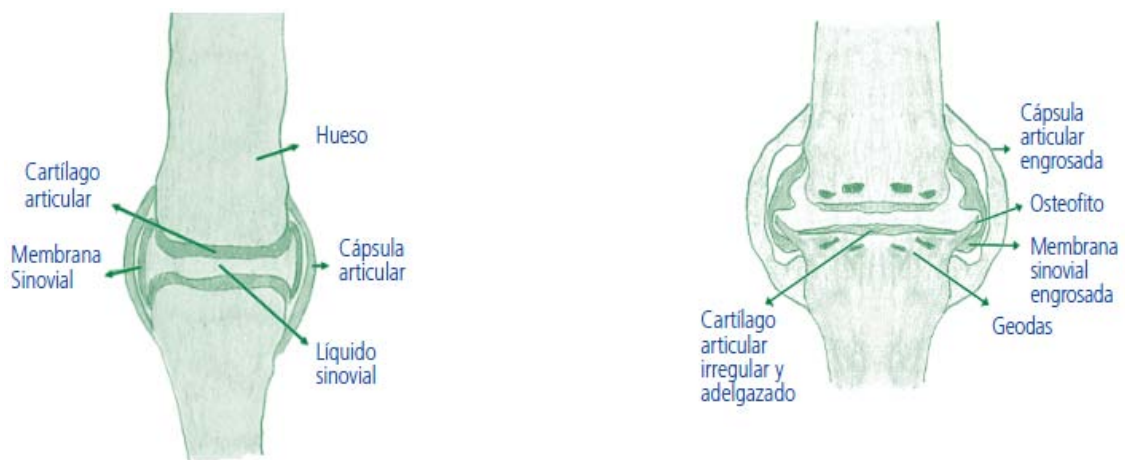 Hueso
Cartílago
articular
Membrana
Sinovial
Cápsula
articular
Líquido
sinovial
Cápsula
articular
engrosada
Osteofito
Membrana
sinovial
engrosada
Geodas
Cartílago
articular
irregular y
adelgazado